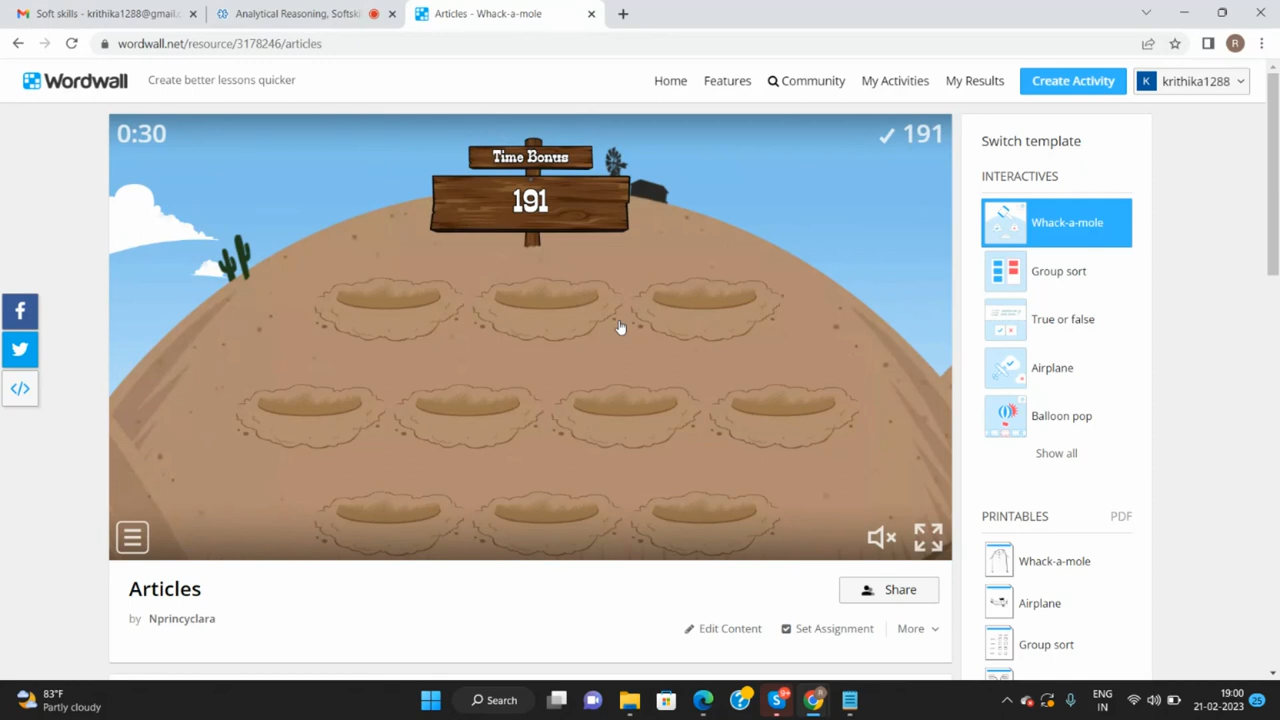 Soft skills - krithika1288@gmail.c
Analytical Reasoning, Softski
Articles - Whack-a-mole
wordwall.net/resource/3178246/articles
R
Wordwall
Create better lessons quicker
Home
Features
Community
My Activities
My Results
Create Activity
K
krithika1288
0:30
191
Time Bonus
191
Switch template
INTERACTIVES
Whack-a-mole
Group sort
True or false
Airplane
Balloon pop
Show all
PRINTABLES
PDF
Whack-a-mole
Airplane
Group sort
Articles
by Nprincyclara
Share
Edit Content
Set Assignment
More
83°F
Partly cloudy
Search
ENG
IN
19:00
21-02-2023
25